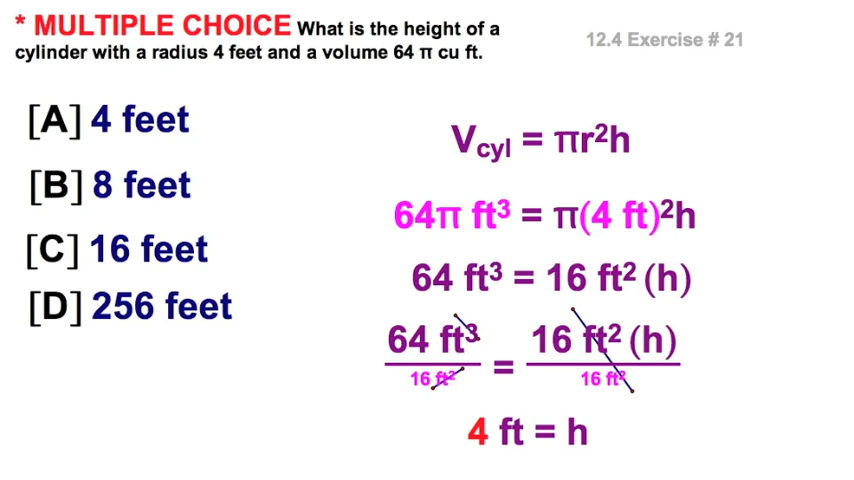 * MULTIPLE CHOICE What is the height of a
cylinder with a radius 4 feet and a volume 64 π cu ft.
12.4 Exercise # 21
[A] 4 feet
[B] 8 feet
[C] 16 feet
[D] 256 feet
V_cyl = πr²h
64π ft³ = π(4 ft)²h
64 ft³ = 16 ft² (h)
64 ft³ = 16 ft² (h)
16 ft² 16 ft²
4 ft = h